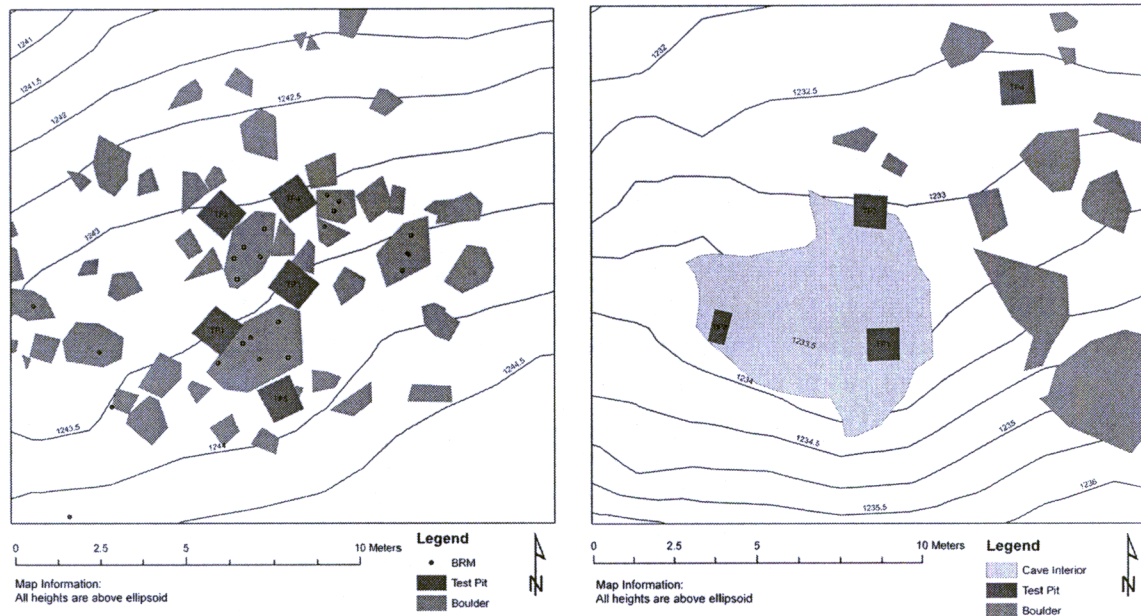 1241
1241.5
1242
1242.5
TP4
TP2
1243
1244.5
TP5
1243.5
1244
0 2.5 5 10 Meters
Map Information:
All heights are above ellipsoid
Legend
BRM
Test Pit
Boulder
N
1232
TP4
1232.5
1233
TP3
TP2
1233.5
TP1
1234
1234.5
1235
1235.5
1236
0 2.5 5 10 Meters
Map Information:
All heights are above ellipsoid
Legend
Cave Interior
Test Pit
Boulder
N